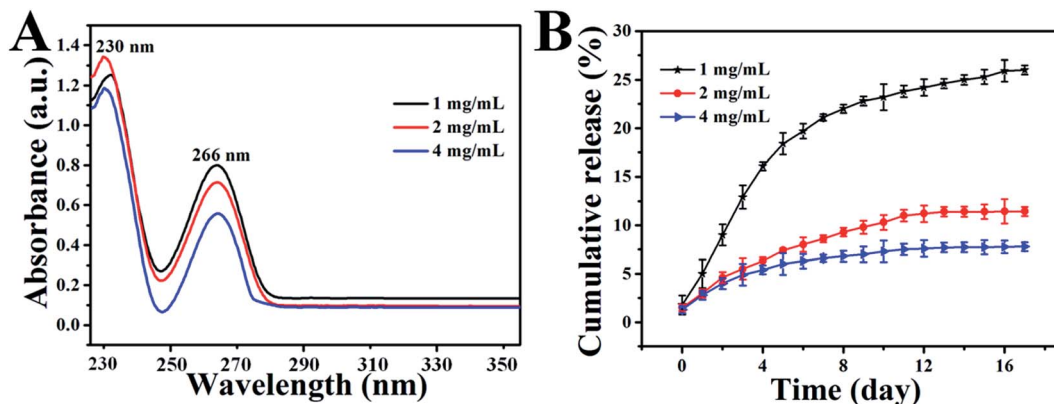 A
230 nm
266 nm
1 mg/mL
2 mg/mL
4 mg/mL
Absorbance (a.u.)
1.4
1.2
1.0
0.8
0.6
0.4
0.2
0.0
230
250
270
290
310
330
350
Wavelength (nm)
B
1 mg/mL
2 mg/mL
4 mg/mL
Cumulative release (%)
30
25
20
15
10
5
0
0
4
8
12
16
Time (day)